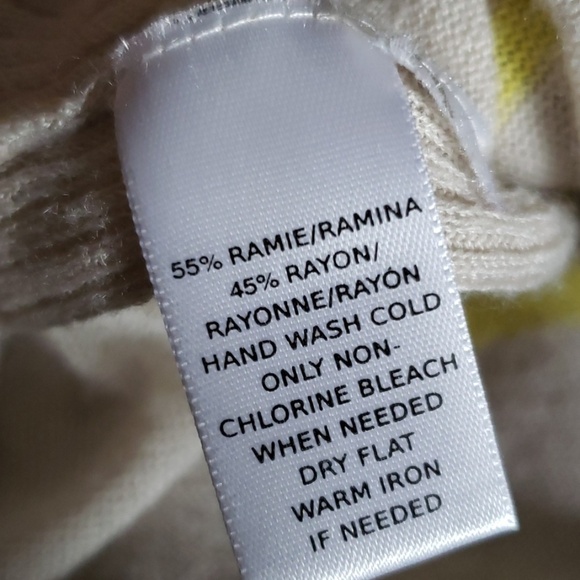 55% RAMIE/RAMINA
45% RAYON/
RAYONNE/RAYÓN
HAND WASH COLD
ONLY NON-
CHLORINE BLEACH
WHEN NEEDED
DRY FLAT
WARM IRON
IF NEEDED